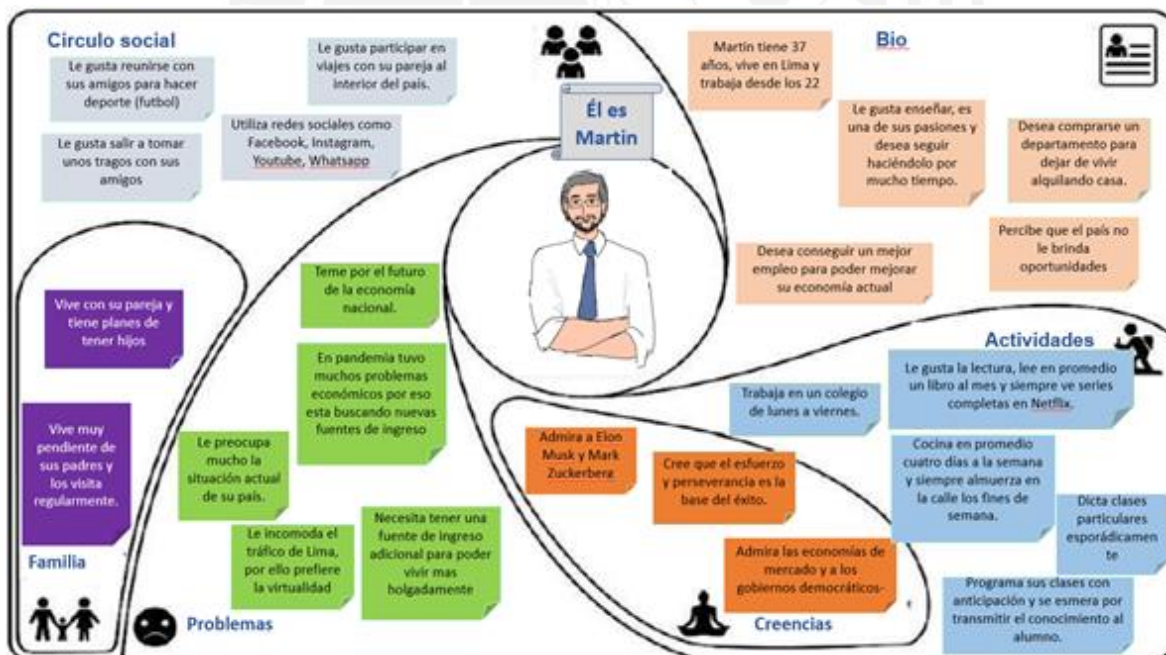 Circulo social
Le gusta reunirse con
sus amigos para hacer
deporte (futbol)
Le gusta participar en
viajes con su pareja al
interior del país.
Le gusta salir a tomar
unos tragos con sus
amigos
Utiliza redes sociales como
Facebook, Instagram,
Youtube, Whatsapp
Él es
Martin
Bio
Martin tiene 37
años, vive en Lima y
trabaja desde los 22
Le gusta enseñar, es
una de sus pasiones y
desea seguir
haciéndolo por
mucho tiempo.
Desea comprarse un
departamento para
dejar de vivir
alquilando casa.
Desea conseguir un mejor
empleo para poder mejorar
su economía actual
Percibe que el país no
le brinda
oportunidades
Vive con su pareja y
tiene planes de
tener hijos
Vive muy
pendiente de
sus padres y
los visita
regularmente.
Familia
Teme por el futuro
de la economía
nacional.
En pandemia tuvo
muchos problemas
económicos por eso
esta buscando nuevas
fuentes de ingreso
Le preocupa
mucho la
situación actual
de su país.
Le incomoda el
tráfico de Lima,
por ello prefiere
la virtualidad
Necesita tener una
fuente de ingreso
adicional para poder
vivir mas
holgadamente
Problemas
Admira a Elon
Musk y Mark
Zuckerberg
Cree que el esfuerzo
y perseverancia es la
base del éxito.
Admira las economías de
mercado y a los
gobiernos democráticos-
Creencias
Actividades
Le gusta la lectura, lee en promedio
un libro al mes y siempre ve series
completas en Netflix.
Trabaja en un colegio
de lunes a viernes.
Cocina en promedio
cuatro días a la semana
y siempre almuerza en
la calle los fines de
semana.
Dicta clases
particulares
esporádicamen
te
Programa sus clases con
anticipación y se esmera por
transmitir el conocimiento al
alumno.